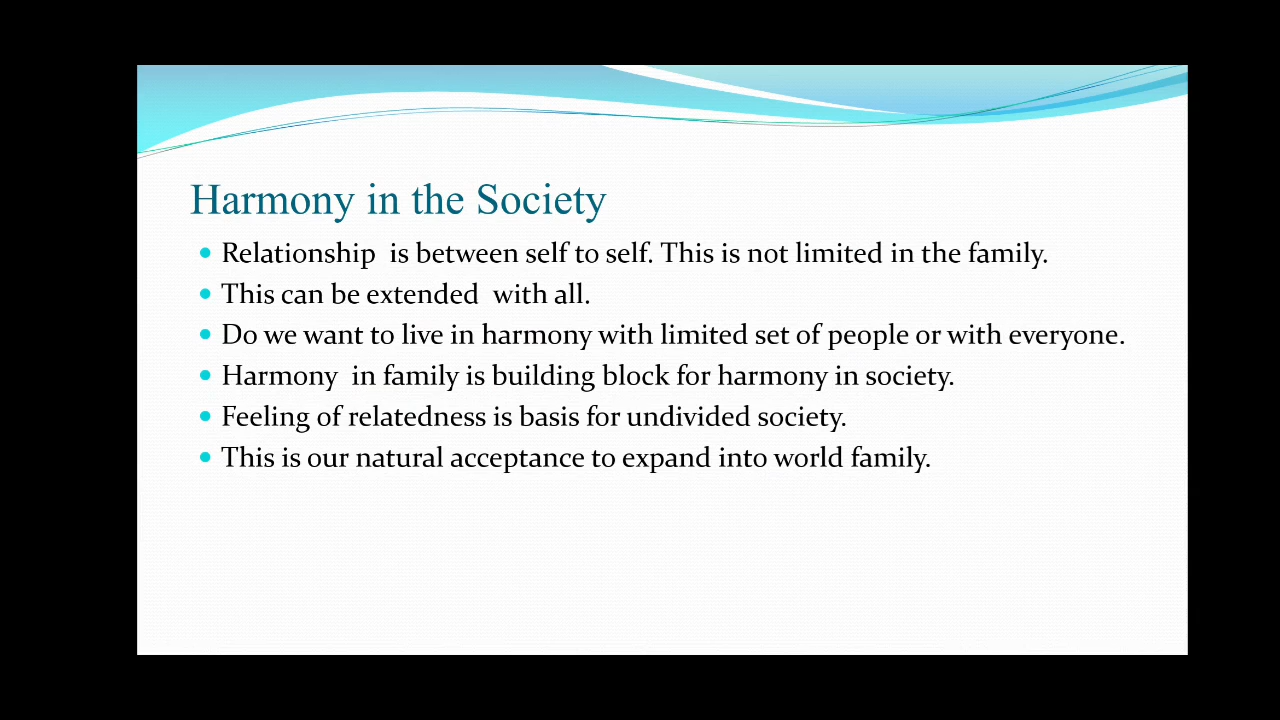 Harmony in the Society
Relationship  is between self to self. This is not limited in the family.
This can be extended  with all.
Do we want to live in harmony with limited set of people or with everyone.
Harmony  in family is building block for harmony in society.
Feeling of relatedness is basis for undivided society.
This is our natural acceptance to expand into world family.